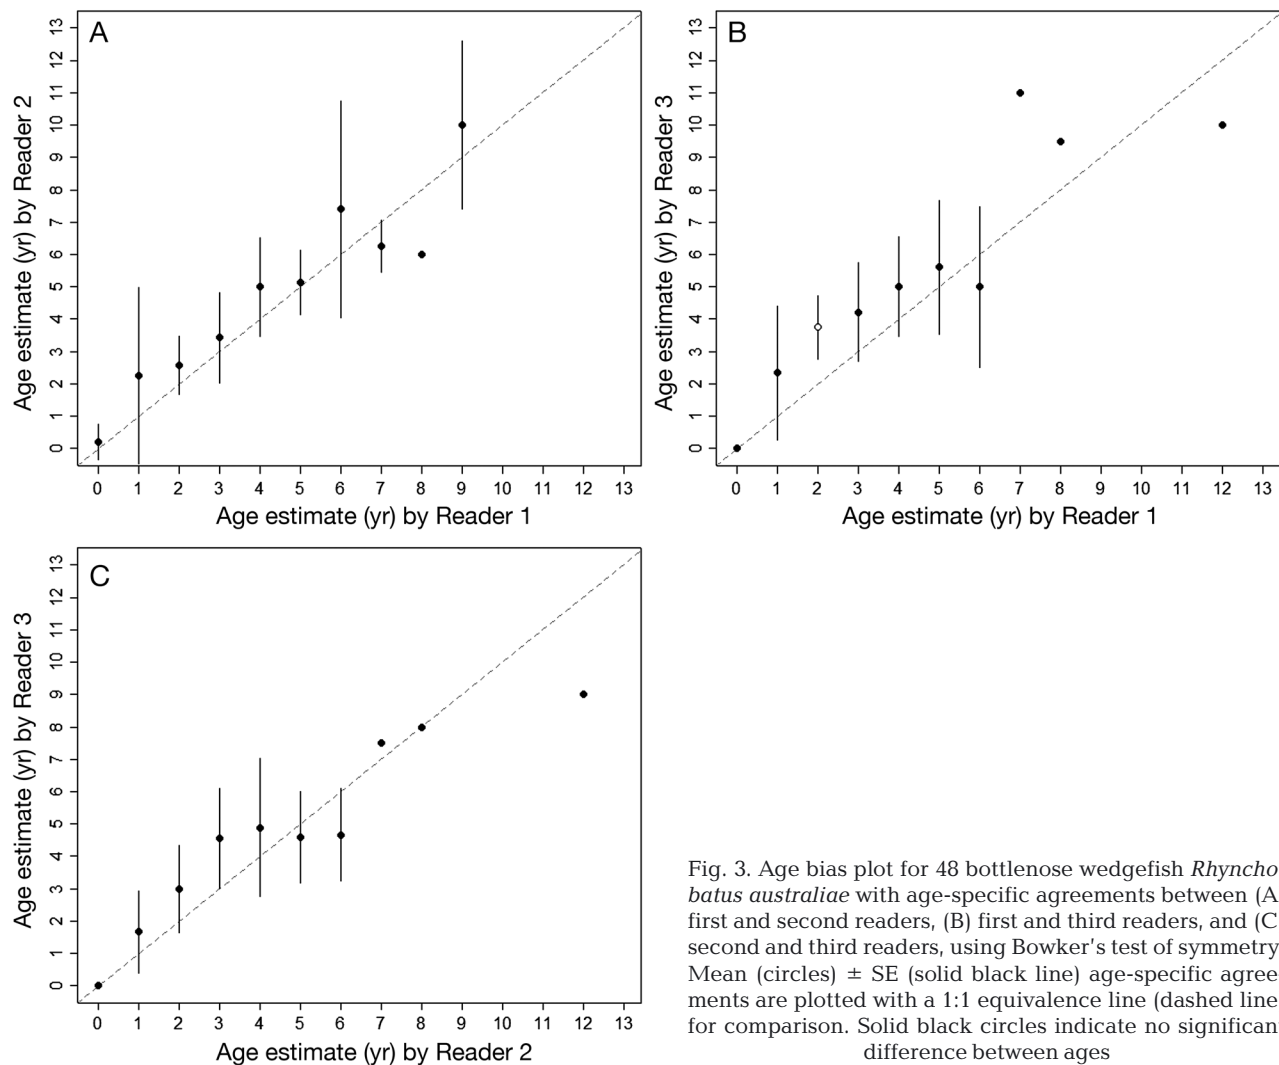 A
13
12
11
10
9
8
7
6
5
4
3
2
1
0
Age estimate (yr) by Reader 2
0 1 2 3 4 5 6 7 8 9 10 11 12 13
Age estimate (yr) by Reader 1
B
13
12
11
10
9
8
7
6
5
4
3
2
1
0
Age estimate (yr) by Reader 3
0 1 2 3 4 5 6 7 8 9 10 11 12 13
Age estimate (yr) by Reader 1
C
13
12
11
10
9
8
7
6
5
4
3
2
1
0
Age estimate (yr) by Reader 3
0 1 2 3 4 5 6 7 8 9 10 11 12 13
Age estimate (yr) by Reader 2
Fig. 3. Age bias plot for 48 bottlenose wedgefish Rhyncho
batus australiae with age-specific agreements between (A
first and second readers, (B) first and third readers, and (C
second and third readers, using Bowker's test of symmetry
Mean (circles) ± SE (solid black line) age-specific agree
ments are plotted with a 1:1 equivalence line (dashed line
for comparison. Solid black circles indicate no significan
difference between ages